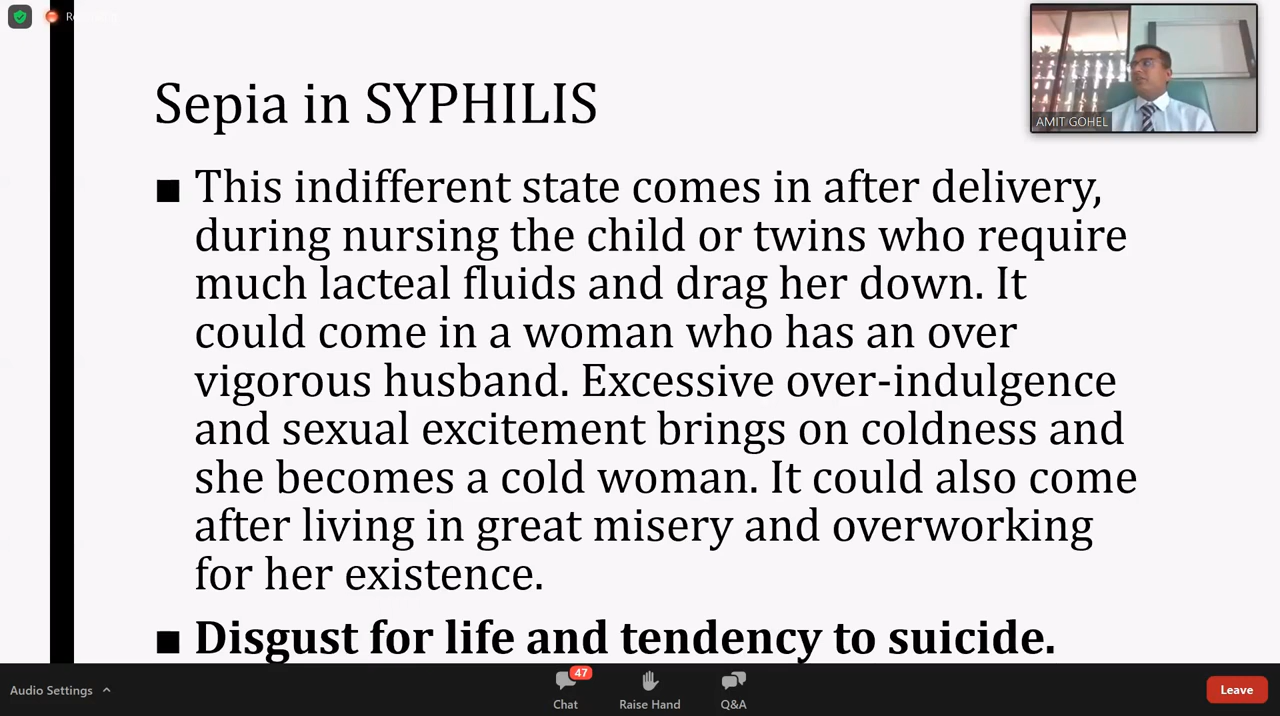 Sepia in SYPHILIS
AMIT GOHEL
■ This indifferent state comes in after delivery,
during nursing the child or twins who require
much lacteal fluids and drag her down. It
could come in a woman who has an over
vigorous husband. Excessive over-indulgence
and sexual excitement brings on coldness and
she becomes a cold woman. It could also come
after living in great misery and overworking
for her existence.
■ Disgust for life and tendency to suicide.
Audio Settings
47
Chat
Raise Hand
Q&A
Leave